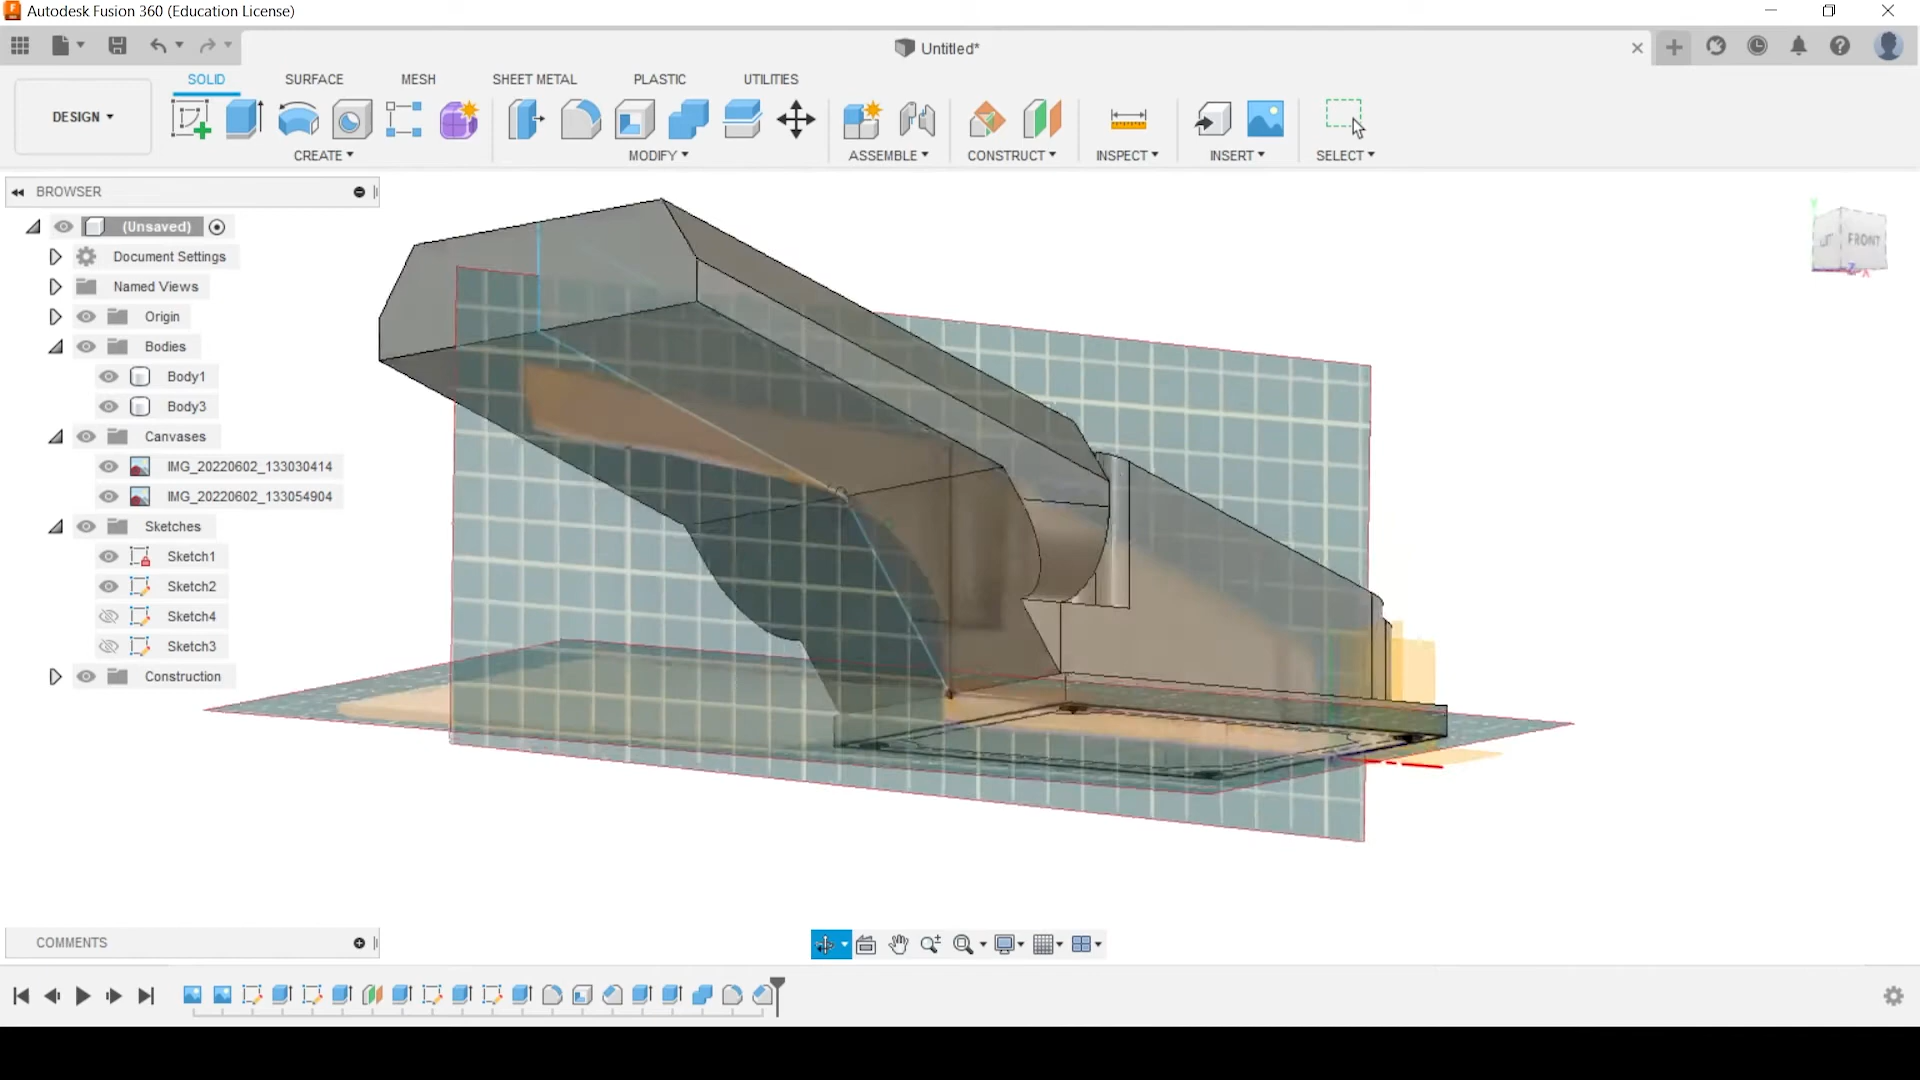 Autodesk Fusion 360 (Education License)
Untitled*
SOLID SURFACE MESH SHEET METAL PLASTIC UTILITIES
DESIGN
CREATE MODIFY ASSEMBLE CONSTRUCT INSPECT INSERT SELECT
BROWSER
(Unsaved)
Document Settings
Named Views
Origin
Bodies
Body1
Body3
Canvases
IMG_20220602_133030414
IMG_20220602_133054904
Sketches
Sketch1
Sketch2
Sketch4
Sketch3
Construction
FRONT
COMMENTS